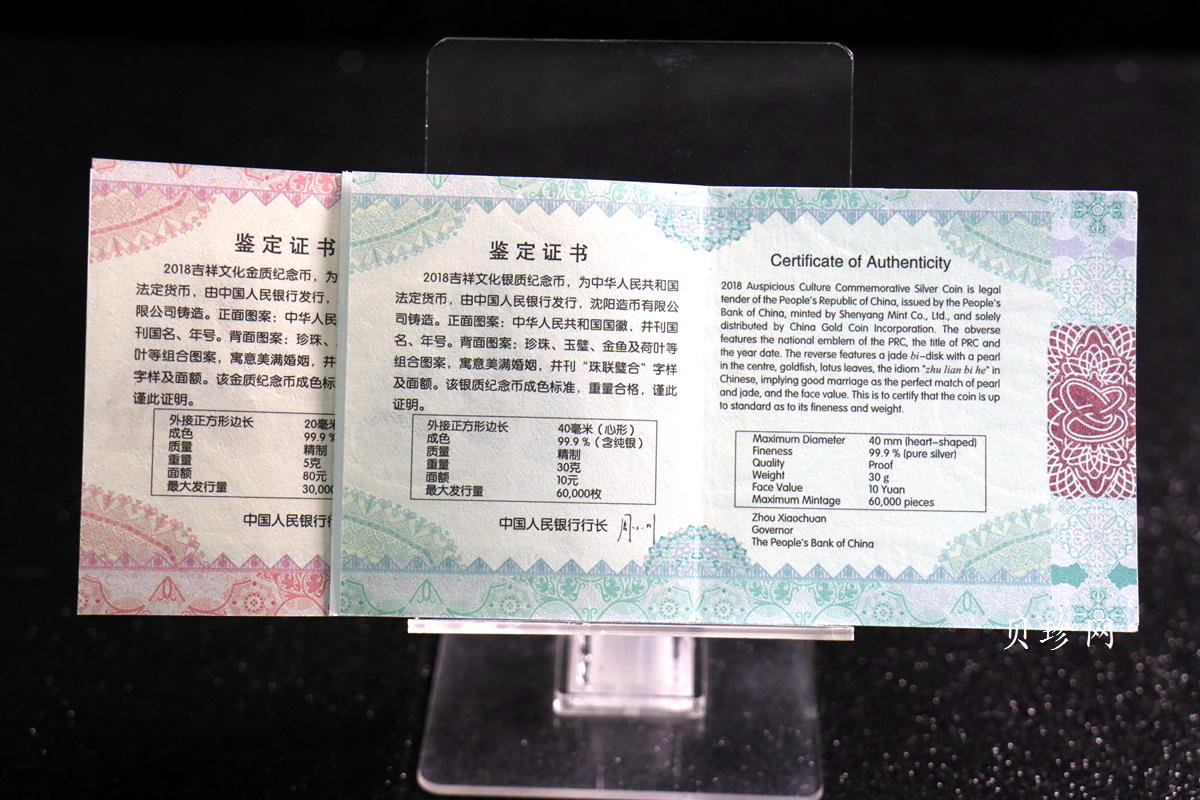 鉴定证书
2018吉祥文化金质纪念币，为
法定货币，由中国人民银行发行，
限公司铸造。正面图案：中华人民
刊国名、年号。背面图案：珍珠、
叶等组合图案，寓意美满婚姻，并
字样及面额。该金质纪念币成色标
谨此证明。
外接正方形边长 20毫米
成色 99.9%
质量 精制
重量 5克
面额 80元
最大发行量 30,000
中国人民银行行
鉴定证书
2018吉祥文化银质纪念币，为中华人民共和国
法定货币，由中国人民银行发行，沈阳造币有限公
司铸造。正面图案：中华人民共和国国徽，并刊国
名、年号。背面图案：珍珠、玉璧、金鱼及荷叶等
组合图案，寓意美满婚姻，并刊“珠联璧合”字样
及面额。该银质纪念币成色标准，重量合格，谨此
证明。
外接正方形边长 40毫米（心形）
成色 99.9%（含纯银）
质量 精制
重量 30克
面额 10元
最大发行量 60,000枚
中国人民银行行长
Certificate of Authenticity
2018 Auspicious Culture Commemorative Silver Coin is legal
tender of the People's Republic of China, issued by the People's
Bank of China, minted by Shenyang Mint Co., Ltd., and solely
distributed by China Gold Coin Incorporation. The obverse
features the national emblem of the PRC, the title of PRC and
the year date. The reverse features a jade bi-disk with a pearl
in the centre, goldfish, lotus leaves, the idiom "zhu lian bi he" in
Chinese, implying good marriage as the perfect match of pearl
and jade, and the face value. This is to certify that the coin is up
to standard as to its fineness and weight.
Maximum Diameter 40 mm (heart-shaped)
Fineness 99.9 % (pure silver)
Quality Proof
Weight 30 g
Face Value 10 Yuan
Maximum Mintage 60,000 pieces
Zhou Xiaochuan
Governor
The People's Bank of China
贝珍网